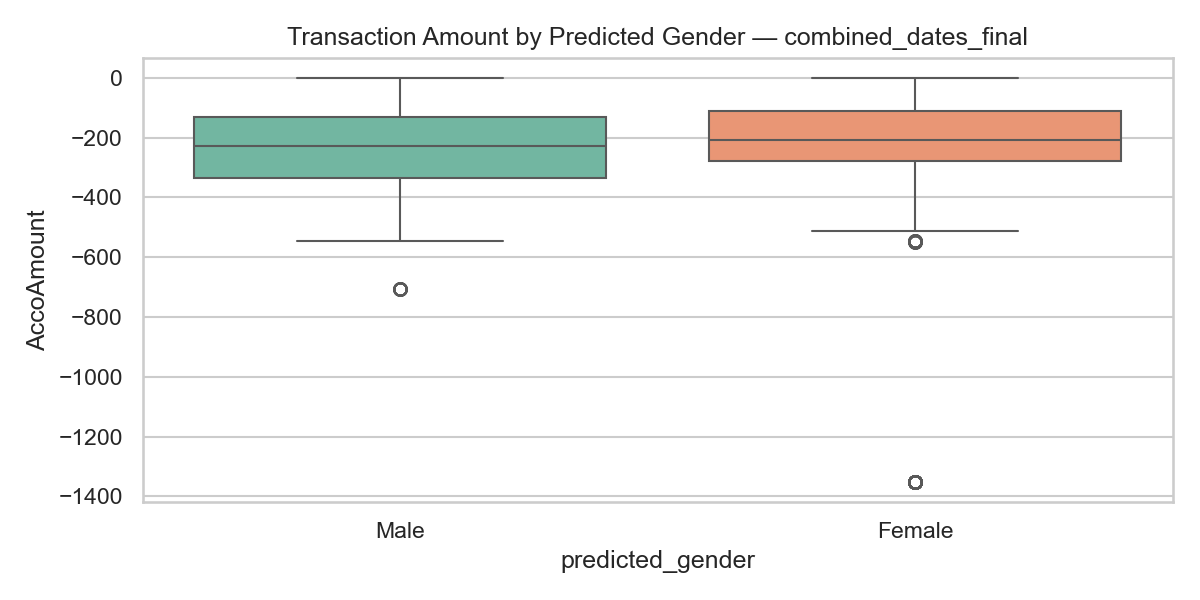 Transaction Amount by Predicted Gender — combined_dates_final
AccoAmount
0
−200
−400
−600
−800
−1000
−1200
−1400
Male Female
predicted_gender